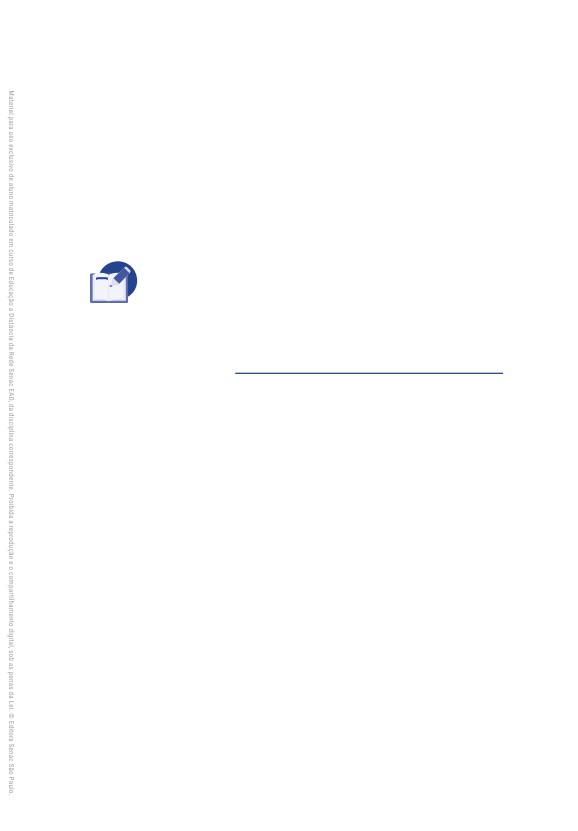 Material para uso exclusivo de aluno matriculado em curso de Educação a Distância da Rede Senac EAD, da disciplina correspondente. Proibida a reprodução e o compartilhamento digital, sob as penas da Lei. © Editora Senac São Paulo.